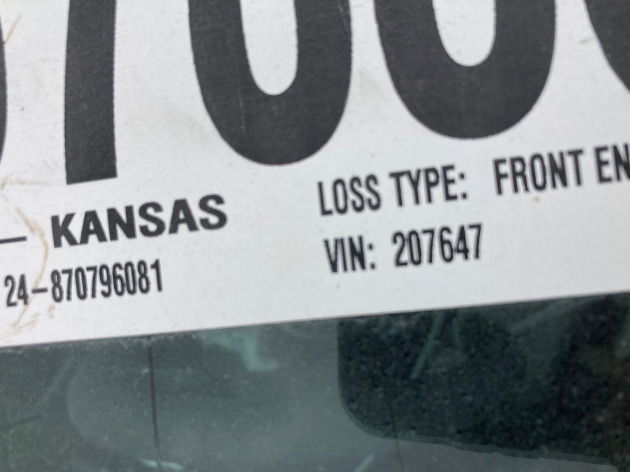 — KANSAS
24-870796081
LOSS TYPE: FRONT EN
VIN: 207647